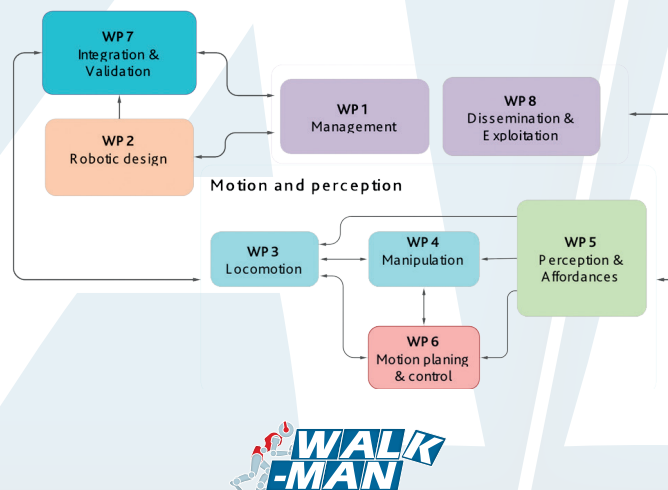 WP 7
Integration &
Validation
WP 1
Management
WP 8
Dissemination &
Exploitation
WP 2
Robotic design
Motion and perception
WP 3
Locomotion
WP 4
Manipulation
WP 5
Perception &
Affordances
WP 6
Motion planing
& control
WALK
-MAN